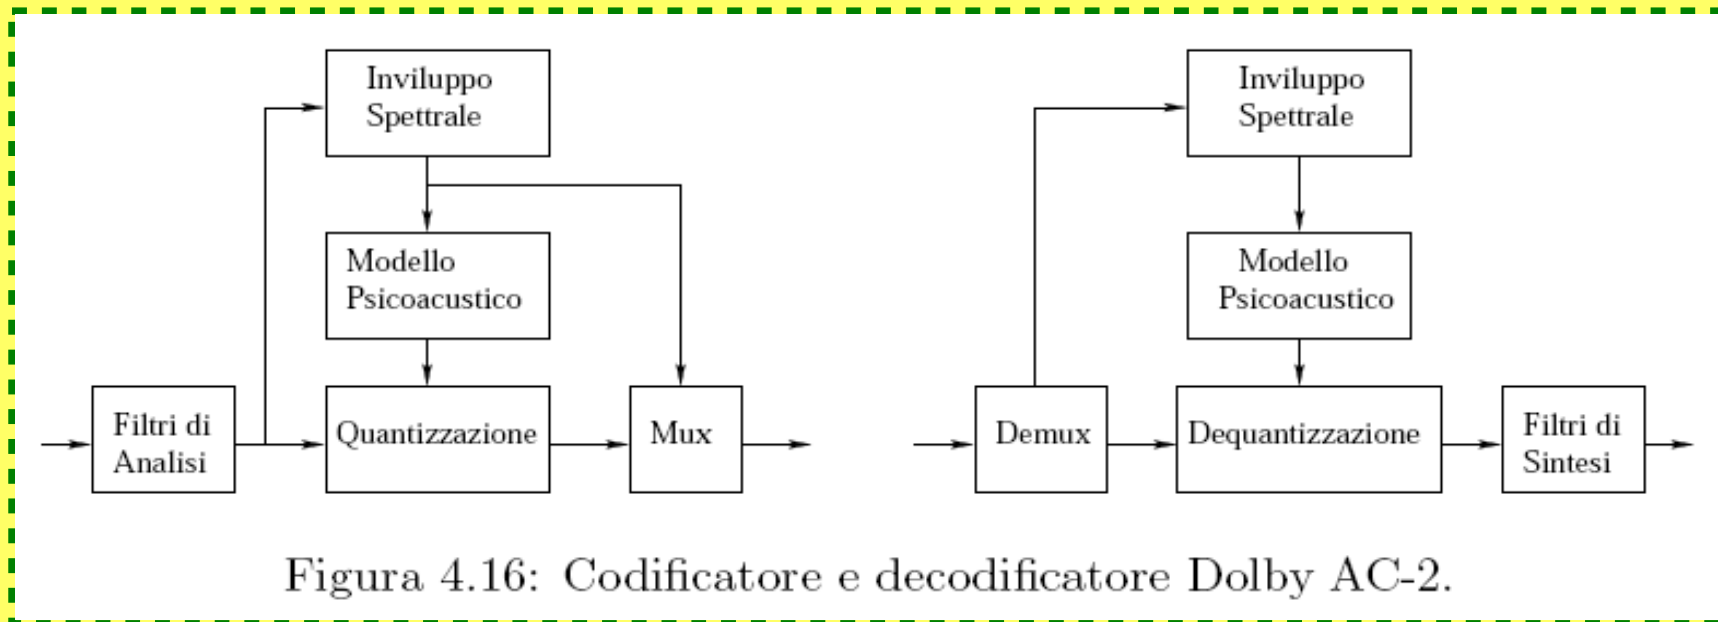 Inviluppo
Spettrale
Modello
Psicoacustico
Filtri di
Analisi
Quantizzazione
Mux
Inviluppo
Spettrale
Modello
Psicoacustico
Demux
Dequantizzazione
Filtri di
Sintesi
Figura 4.16: Codificatore e decodificatore Dolby AC-2.